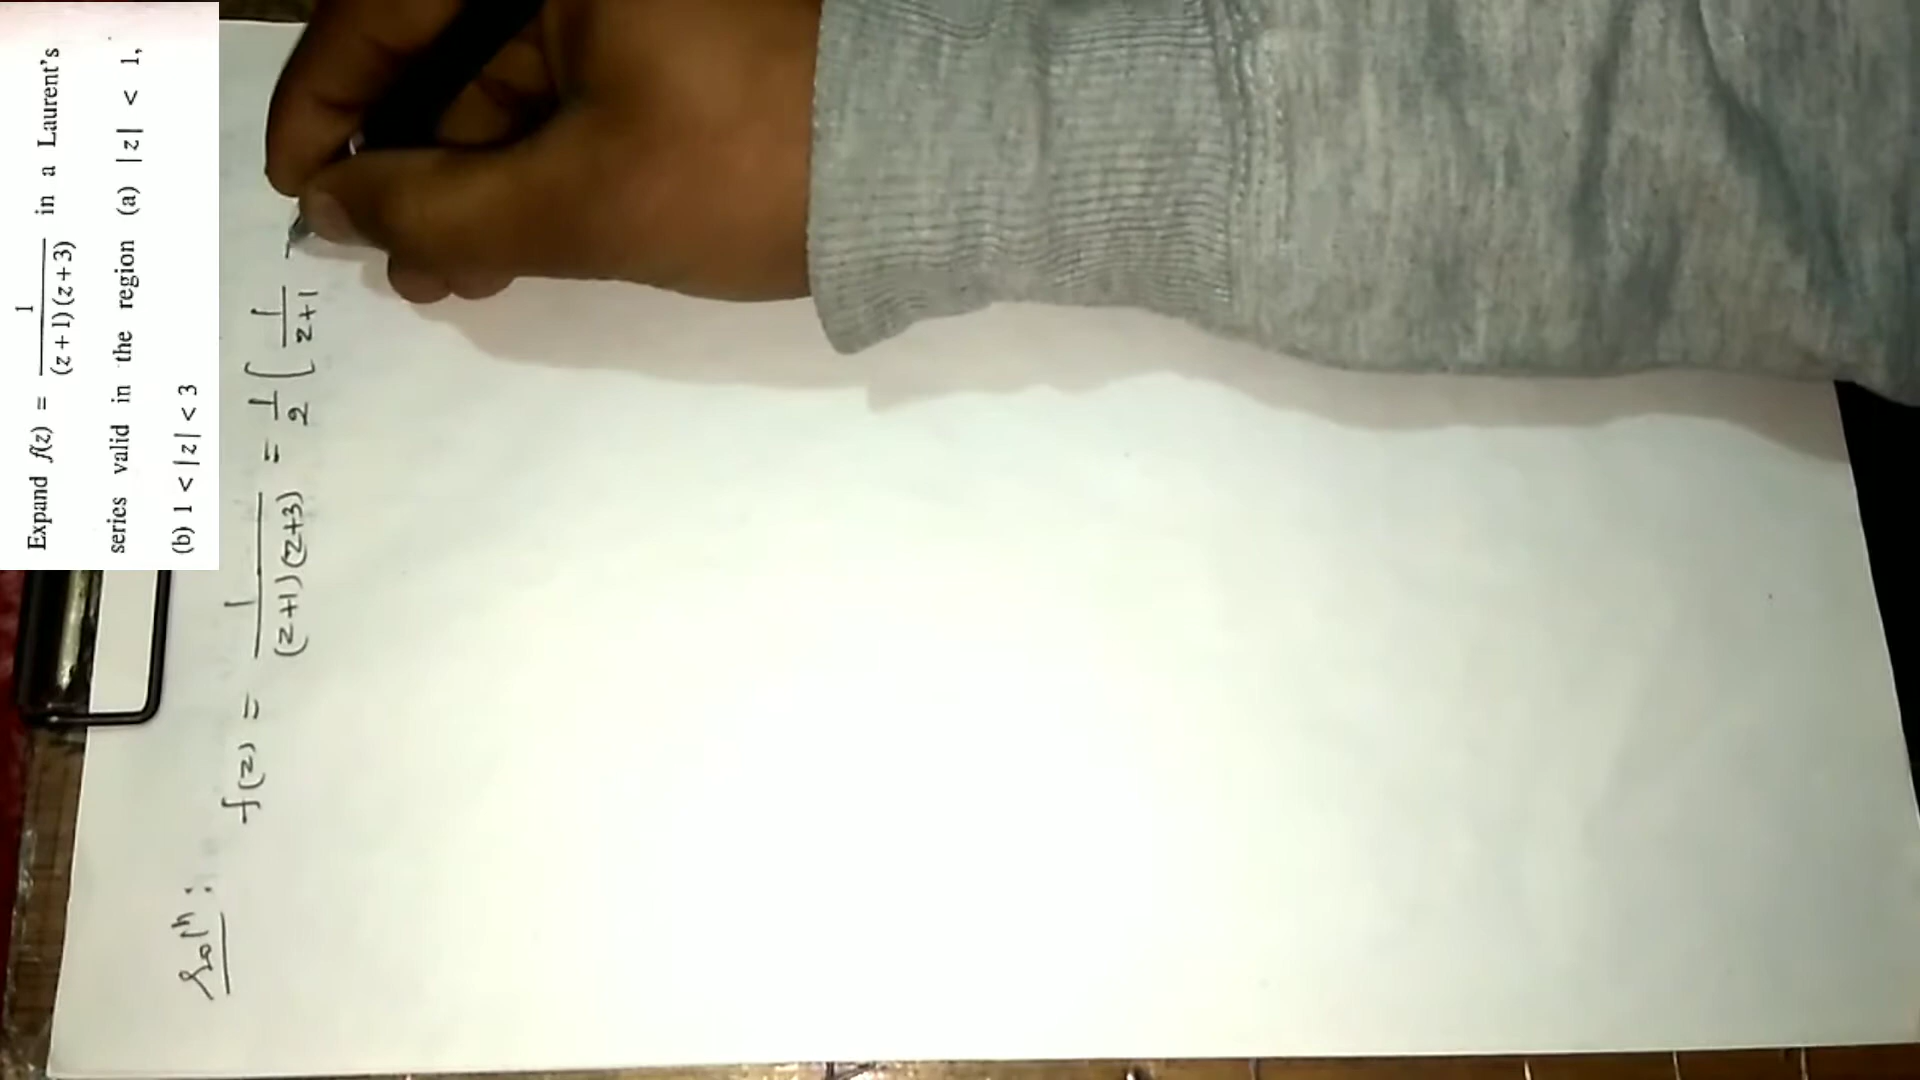 Expand f(z) = 1/((z+1)(z+3)) in a Laurent's
series valid in the region (a) |z| < 1,
(b) 1 < |z| < 3
Solⁿ:
f(z) = 1/((z+1)(z+3)) = 1/2 [ 1/(z+1) -